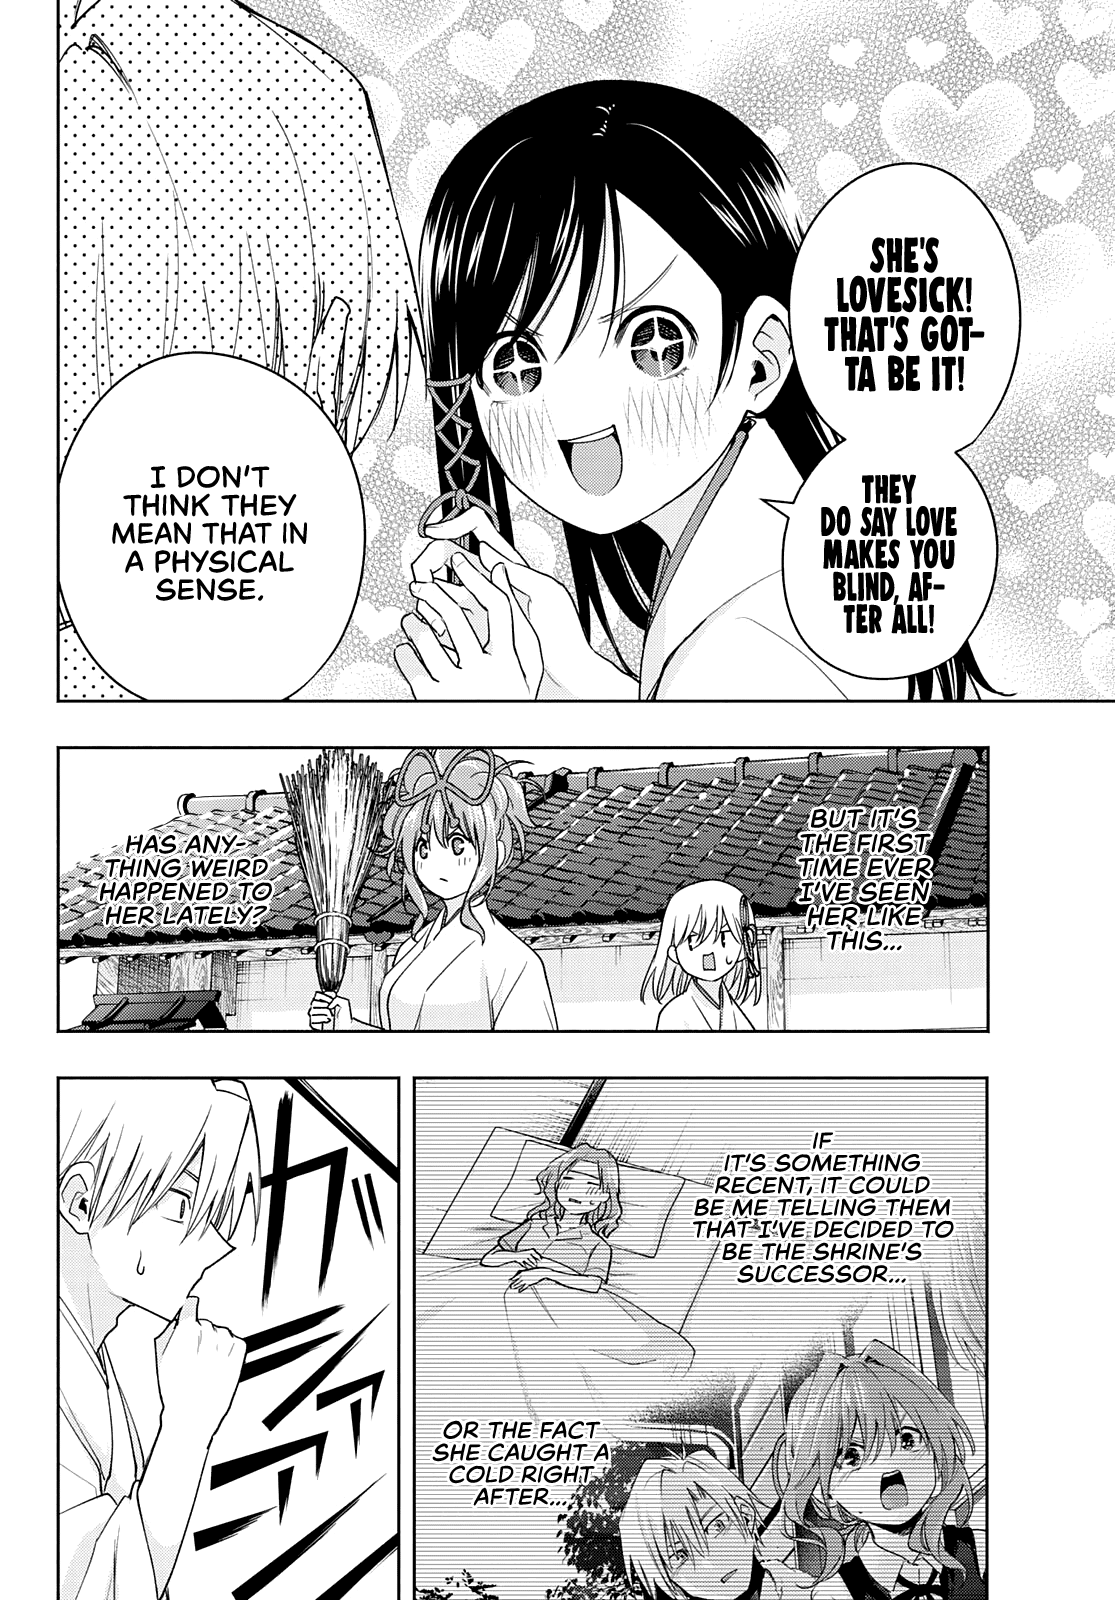 SHE'S
LOVESICK!
THAT'S GOT-
TA BE IT!
THEY
DO SAY LOVE
MAKES YOU
BLIND, AF-
TER ALL!
I DON'T
THINK THEY
MEAN THAT IN
A PHYSICAL
SENSE.
BUT IT'S
THE FIRST
TIME EVER
I'VE SEEN
HER LIKE
THIS...
HAS ANY-
THING WEIRD
HAPPENED TO
HER LATELY?
IF
IT'S SOMETHING
RECENT, IT COULD
BE ME TELLING THEM
THAT I'VE DECIDED TO
BE THE SHRINE'S
SUCCESSOR...
OR THE FACT
SHE CAUGHT A
COLD RIGHT
AFTER...